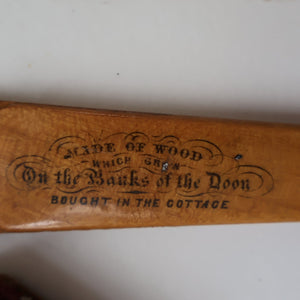 MADE OF WOOD
WHICH GREW
On the Banks of the Doon
BOUGHT IN THE COTTAGE